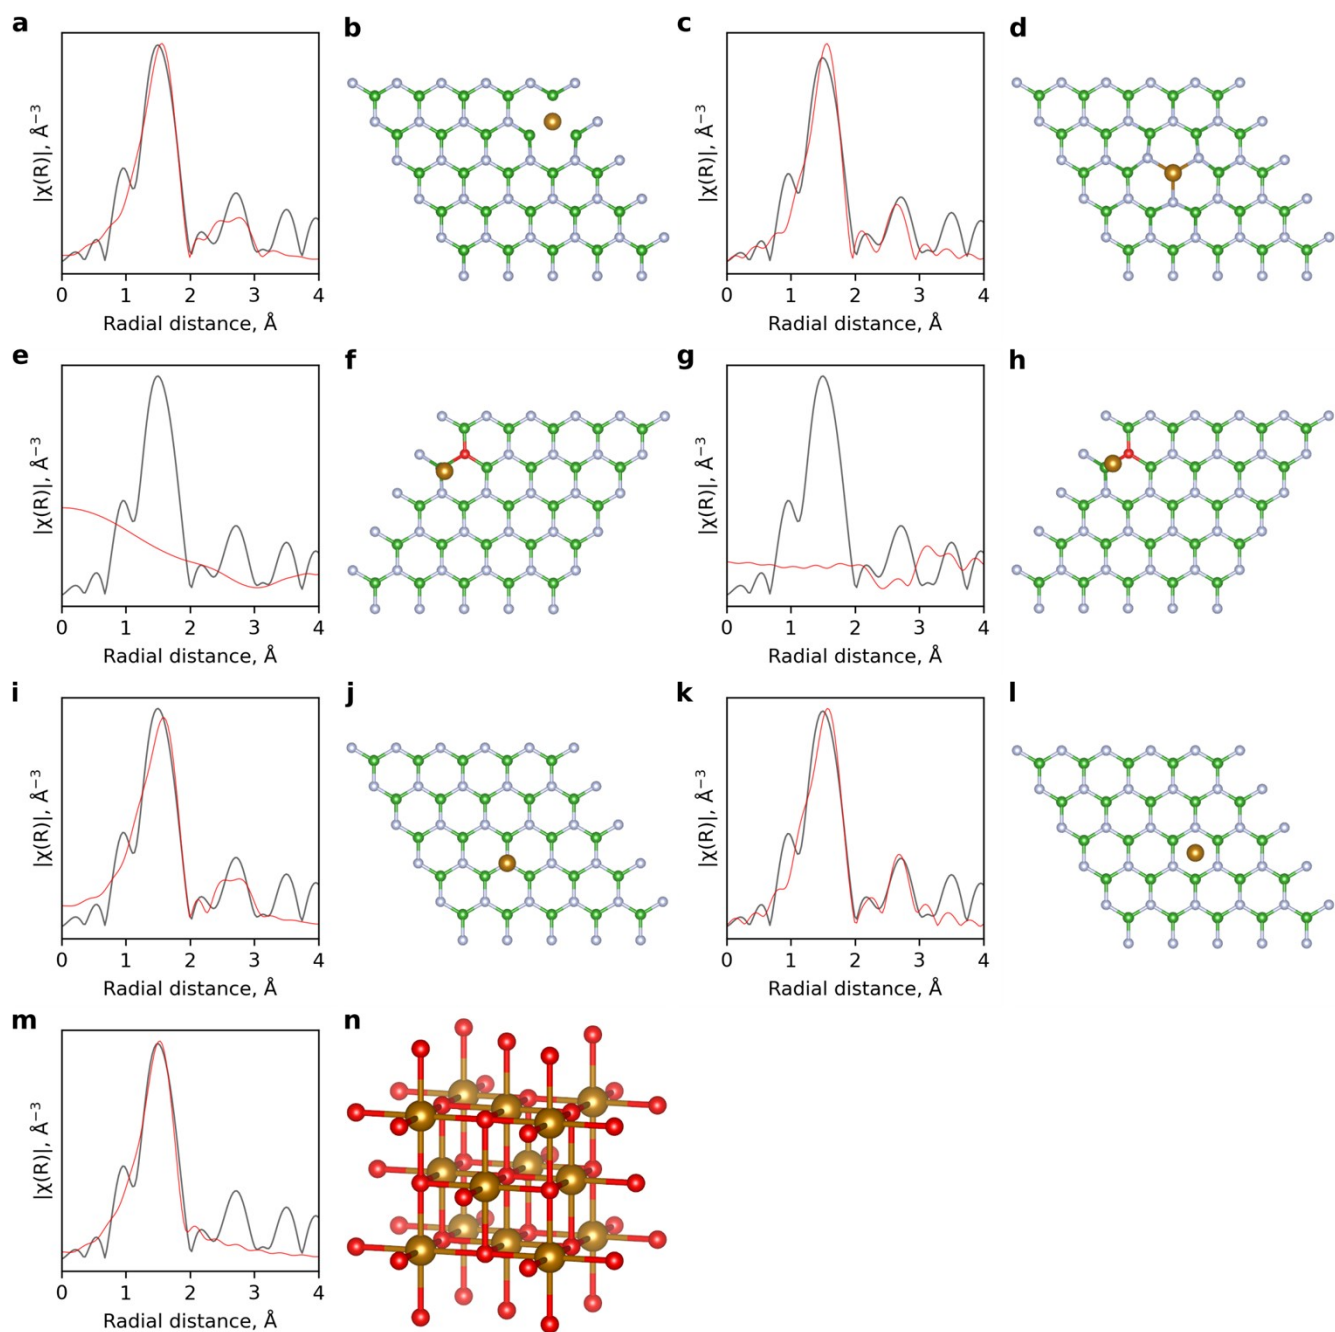 a
b
c
d
|χ(R)|, Å⁻³
|χ(R)|, Å⁻³
0 1 2 3 4
0 1 2 3 4
Radial distance, Å
Radial distance, Å
e
f
g
h
|χ(R)|, Å⁻³
|χ(R)|, Å⁻³
0 1 2 3 4
0 1 2 3 4
Radial distance, Å
Radial distance, Å
i
j
k
l
|χ(R)|, Å⁻³
|χ(R)|, Å⁻³
0 1 2 3 4
0 1 2 3 4
Radial distance, Å
Radial distance, Å
m
n
|χ(R)|, Å⁻³
0 1 2 3 4
Radial distance, Å